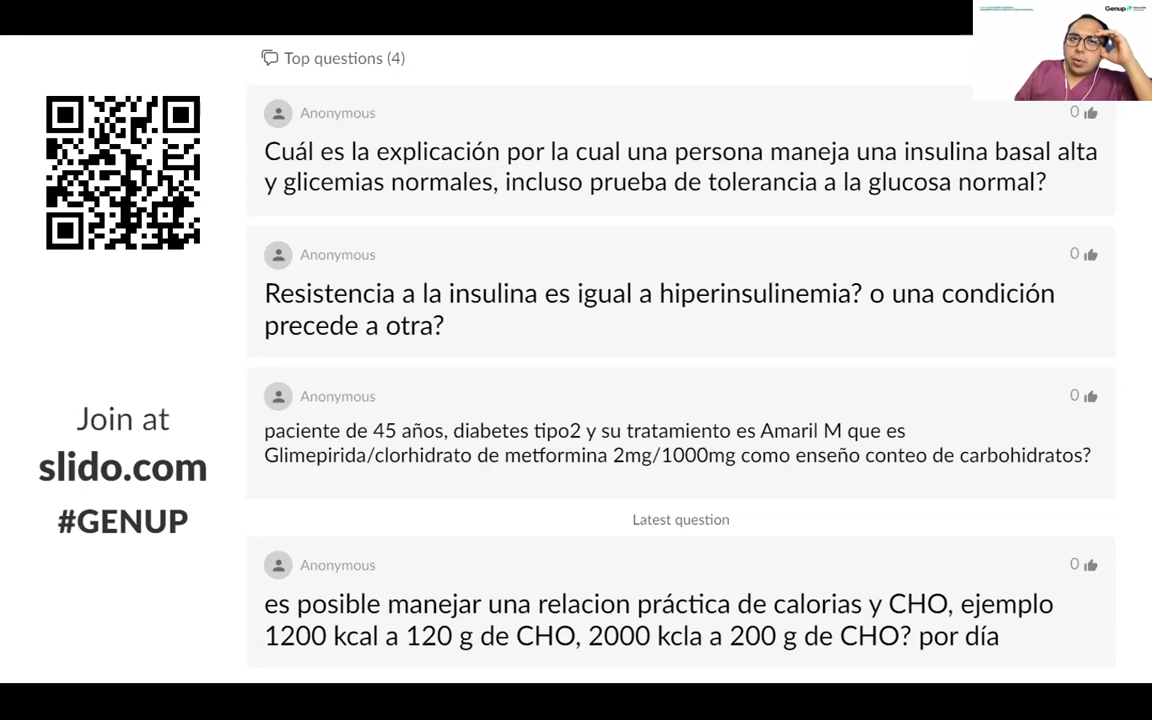 Genup
Top questions (4)
Anonymous
0
Cuál es la explicación por la cual una persona maneja una insulina basal alta
y glicemias normales, incluso prueba de tolerancia a la glucosa normal?
Anonymous
0
Resistencia a la insulina es igual a hiperinsulinemia? o una condición
precede a otra?
Join at
slido.com
#GENUP
Anonymous
0
paciente de 45 años, diabetes tipo2 y su tratamiento es Amaril M que es
Glimepirida/clorhidrato de metformina 2mg/1000mg como enseño conteo de carbohidratos?
Latest question
Anonymous
0
es posible manejar una relacion práctica de calorias y CHO, ejemplo
1200 kcal a 120 g de CHO, 2000 kcla a 200 g de CHO? por día